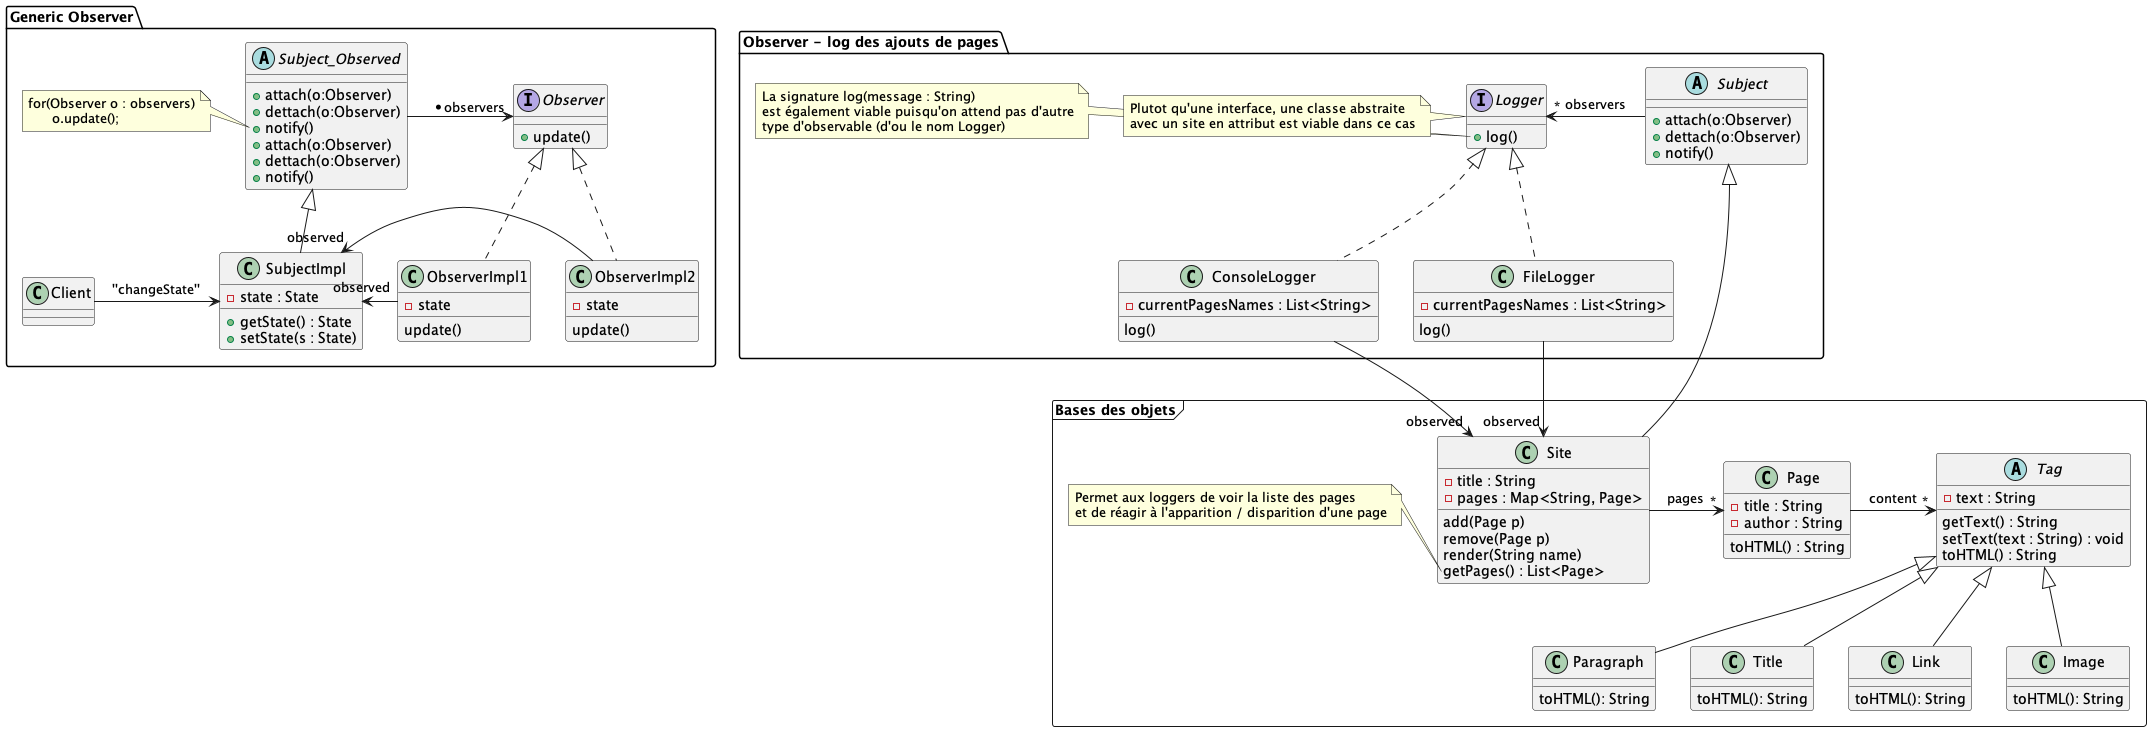 Generic Observer
for(Observer o : observers)
o.update();
A Subject_Observed
attach(o:Observer)
dettach(o:Observer)
notify()
attach(o:Observer)
dettach(o:Observer)
notify()
observers
I Observer
update()
observed
Client
"changeState"
C SubjectImpl
state : State
getState() : State
setState(s : State)
observed
C ObserverImpl1
state
update()
C ObserverImpl2
state
update()
Observer - log des ajouts de pages
La signature log(message : String)
est également viable puisqu'on attend pas d'autre
type d'observable (d'ou le nom Logger)
Plutot qu'une interface, une classe abstraite
avec un site en attribut est viable dans ce cas
I Logger
log()
* observers
A Subject
attach(o:Observer)
dettach(o:Observer)
notify()
C ConsoleLogger
currentPagesNames : List<String>
log()
C FileLogger
currentPagesNames : List<String>
log()
Bases des objets
observed
observed
Permet aux loggers de voir la liste des pages
et de réagir à l'apparition / disparition d'une page
C Site
title : String
pages : Map<String, Page>
add(Page p)
remove(Page p)
render(String name)
getPages() : List<Page>
pages *
C Page
title : String
author : String
toHTML() : String
content *
A Tag
text : String
getText() : String
setText(text : String) : void
toHTML() : String
C Paragraph
toHTML(): String
C Title
toHTML(): String
C Link
toHTML(): String
C Image
toHTML(): String